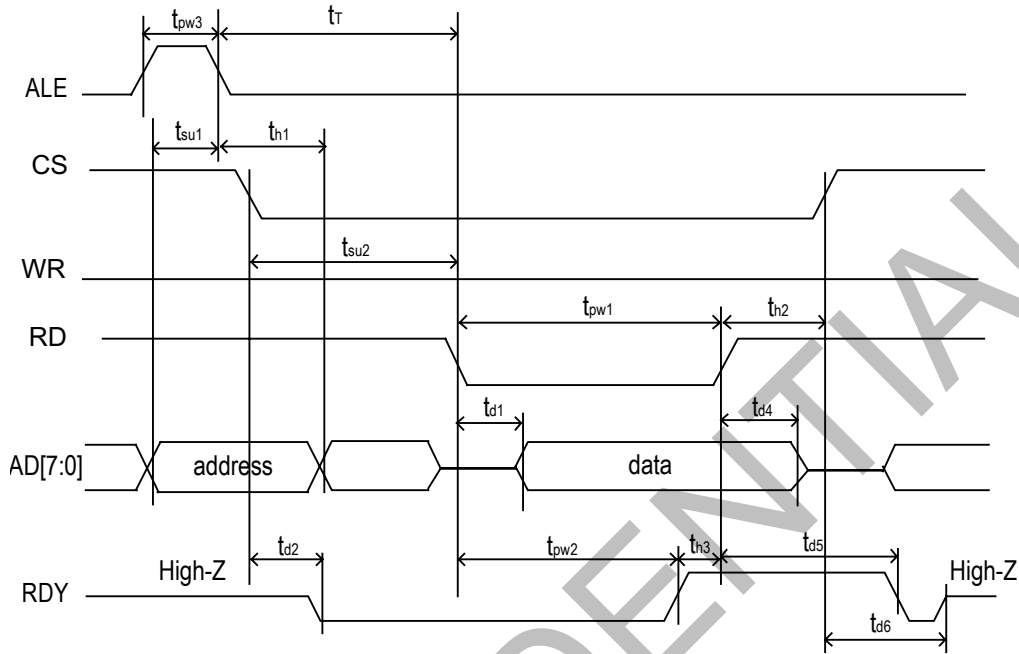 tpw3 tT
ALE
tsu1 th1
CS
tsu2
WR
tpw1 th2
RD
td1 td4
AD[7:0] address data
td2 tpw2 th3 td5
High-Z High-Z
RDY
td6
DENTIAL